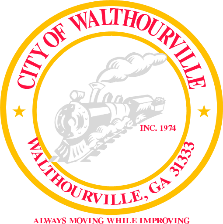 CITY OF WALTHOURVILLE
INC. 1974
WALTHOURVILLE, GA 31333
ALWAYS MOVING WHILE IMPROVING